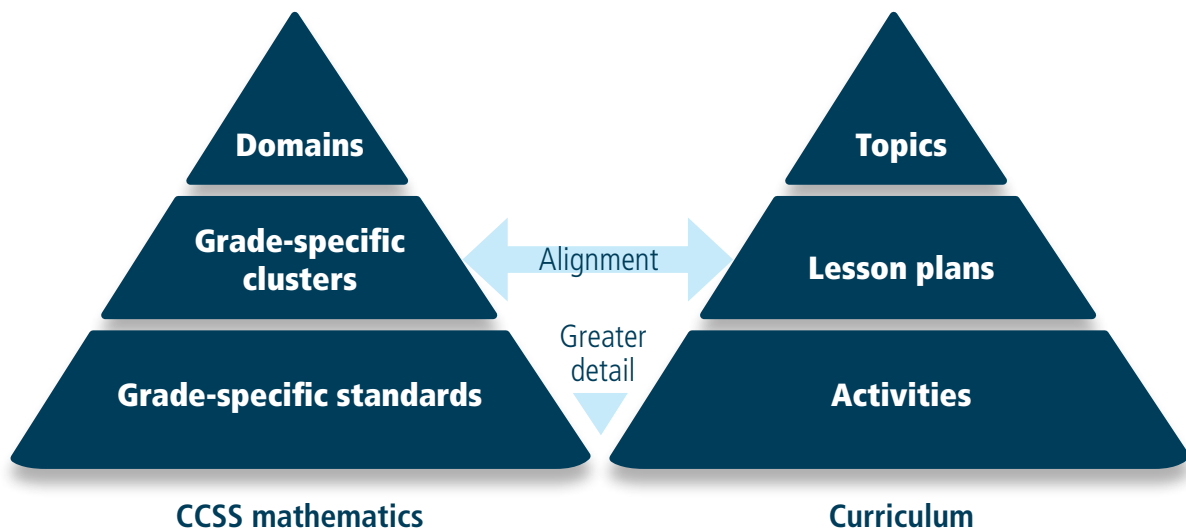 Domains
Grade-specific
clusters
Grade-specific standards
CCSS mathematics
Alignment
Greater
detail
Topics
Lesson plans
Activities
Curriculum